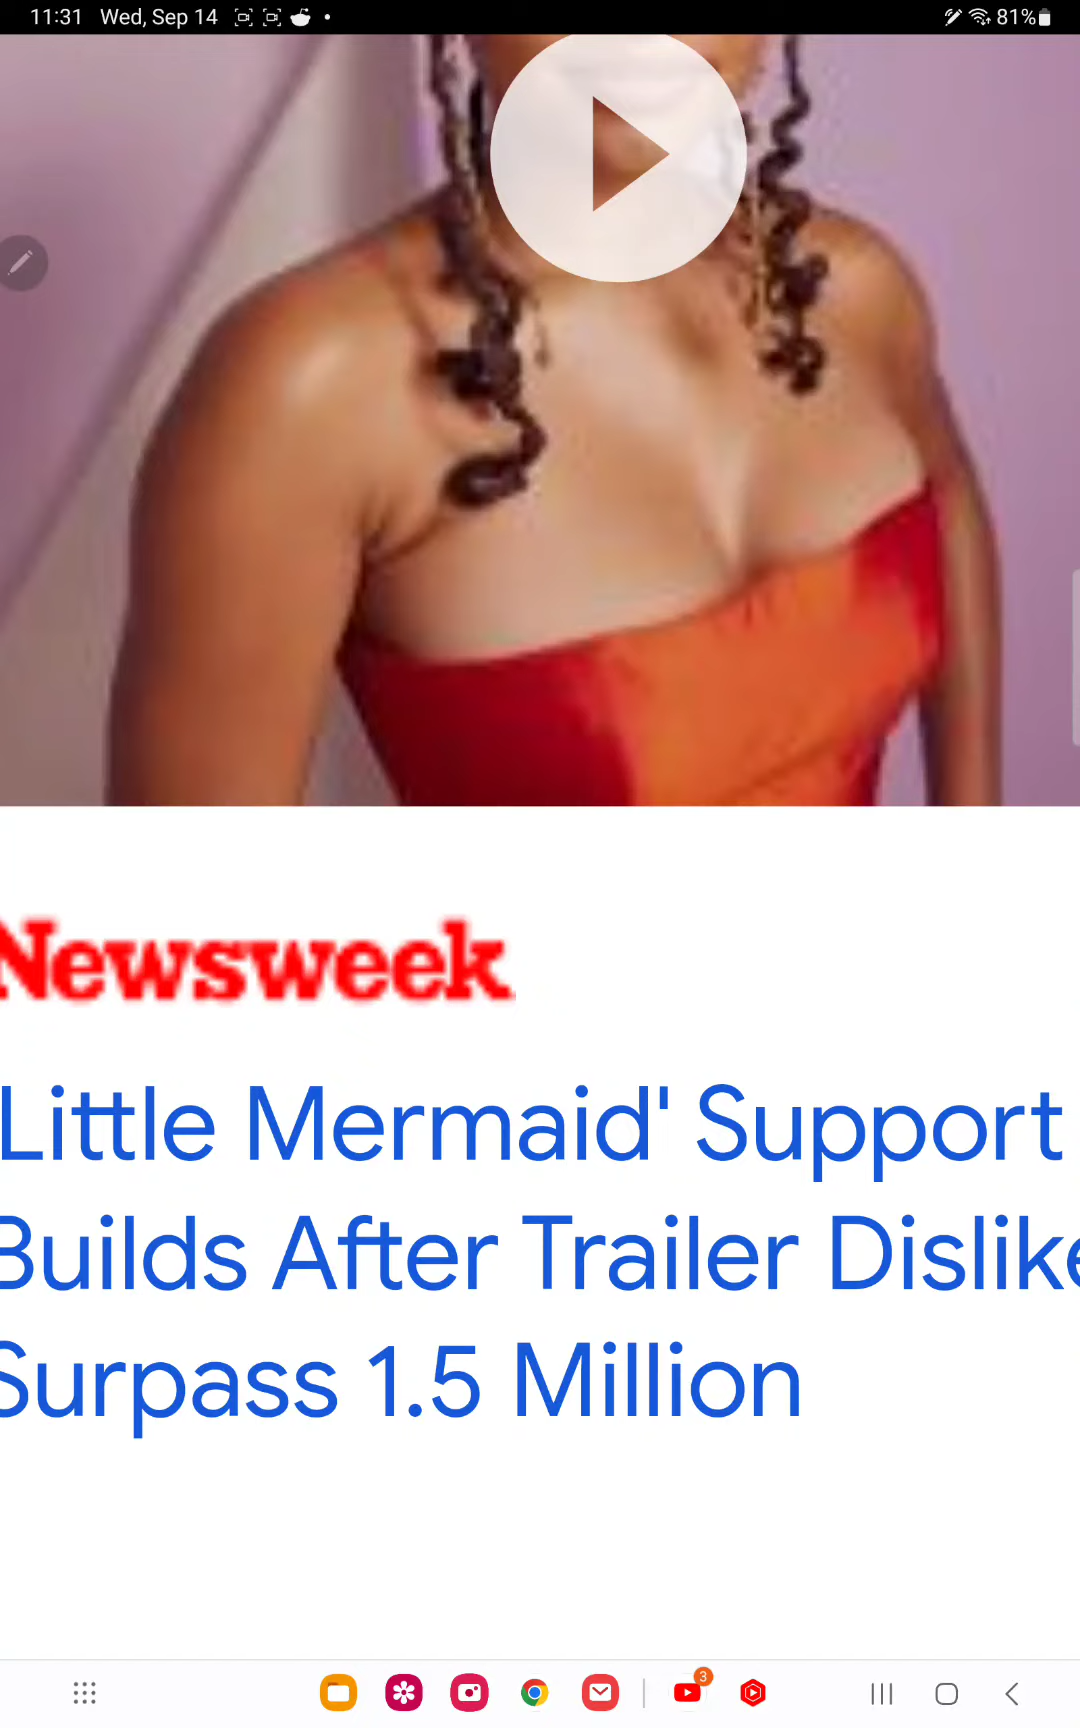 11:31 Wed, Sep 14 81%
Newsweek
Little Mermaid' Support
Builds After Trailer Dislike
Surpass 1.5 Million
3